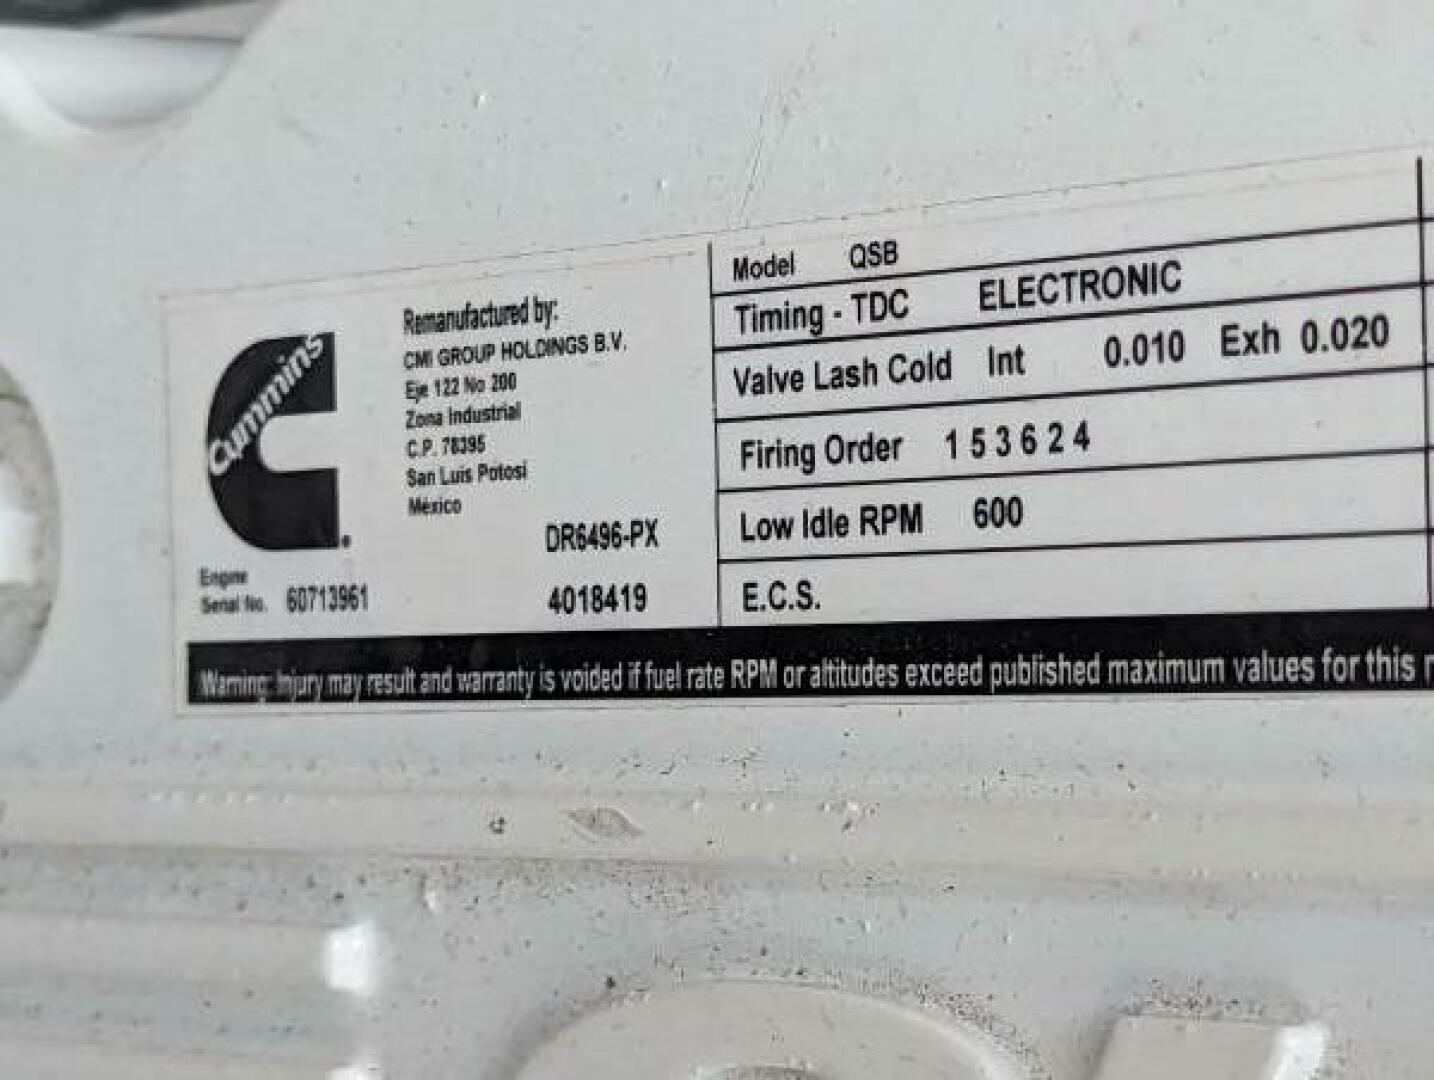 Cummins
Remanufactured by:
CMI GROUP HOLDINGS B.V.
Eje 122 No 200
Zona Industrial
C.P. 78395
San Luis Potosi
México
DR6496-PX
Engine
Serial No. 60713961
4018419
Model QSB
Timing - TDC ELECTRONIC
Valve Lash Cold Int 0.010 Exh 0.020
Firing Order 1 5 3 6 2 4
Low Idle RPM 600
E.C.S.
Warning: Injury may result and warranty is voided if fuel rate RPM or altitudes exceed published maximum values for this